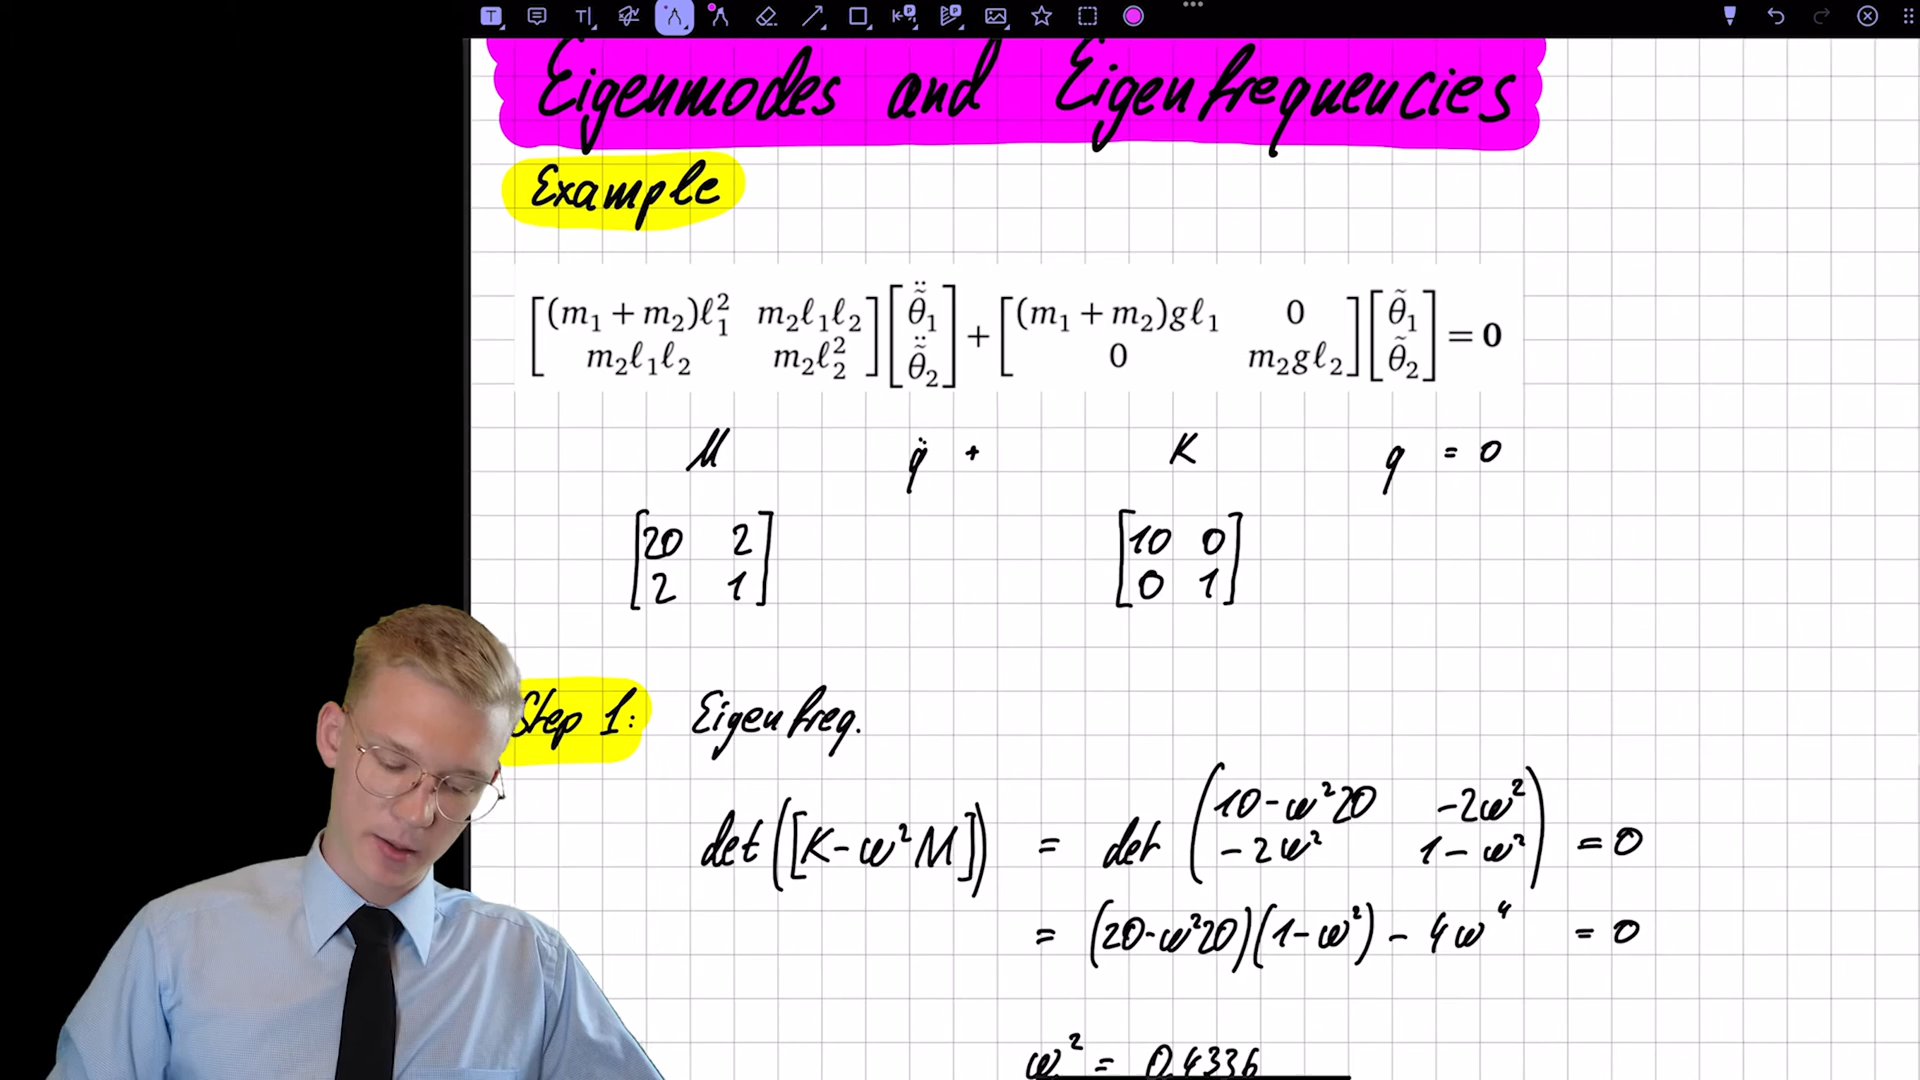 Eigenmodes and Eigenfrequencies
Example
[(m₁ + m₂)ℓ₁² m₂ℓ₁ℓ₂] [θ̃̈₁] + [(m₁ + m₂)gℓ₁ 0] [θ̃₁] = 0
[m₂ℓ₁ℓ₂ m₂ℓ₂²] [θ̃̈₂] [0 m₂gℓ₂] [θ̃₂]
M q̈ + K q = 0
[20 2] [10 0]
[2 1] [0 1]
Step 1: Eigenfreq.
det([K-ω²M]) = det (10-ω²20 -2ω²) = 0
(-2ω² 1-ω²)
= (20-ω²20)(1-ω²) - 4ω⁴ = 0
ω² = 0.4336